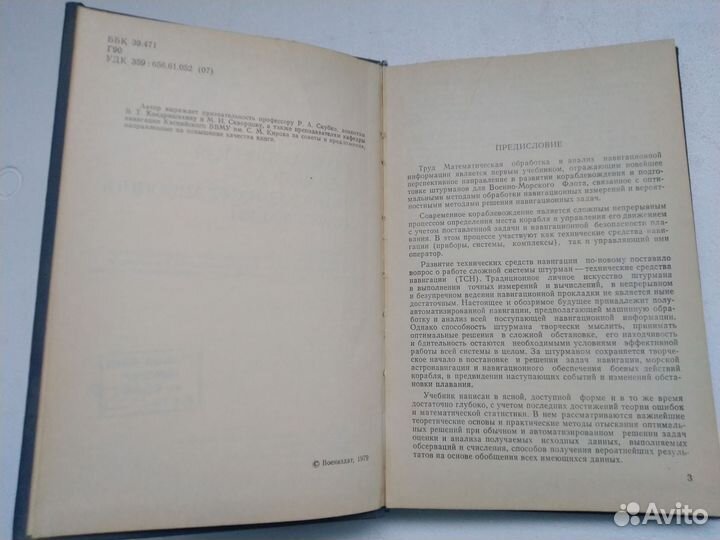 ББК 39.471
Г90
УДК 359:656.61.052 (07)
Автор выражает признательность профессору Р. А. Скубко, доцентам
В. Т. Кондрашихину и М. И. Скворцову, а также преподавателям кафедры
навигации Каспийского ВВМУ им. С. М. Кирова за советы и предложения,
направленные на повышение качества книги.
© Воениздат, 1979
ПРЕДИСЛОВИЕ
Труд Математическая обработка и анализ навигационной
информации является первым учебником, отражающим новейшее
перспективное направление в развитии кораблевождения и подго-
товке штурманов для Военно-Морского Флота, связанное с опти-
мальными методами обработки навигационных измерений и вероят-
ностными методами решения навигационных задач.
Современное кораблевождение является сложным непрерывным
процессом определения места корабля и управления его движением
с учетом поставленной задачи и навигационной безопасности пла-
вания. В этом процессе участвуют как технические средства нави-
гации (приборы, системы, комплексы), так и управляющий ими
оператор.
Развитие технических средств навигации по-новому поставило
вопрос о работе сложной системы штурман — технические средства
навигации (ТСН). Традиционное личное искусство штурмана
в выполнении точных измерений и вычислений, в непрерывном
и безупречном ведении навигационной прокладки не является ныне
достаточным. Настоящее и обозримое будущее принадлежит полу-
автоматизированной навигации, предполагающей машинную обра-
ботку и анализ всей поступающей навигационной информации.
Однако способность штурмана творчески мыслить, принимать
оптимальные решения в сложной обстановке, его находчивость
и бдительность остаются необходимыми условиями эффективной
работы всей системы в целом. За штурманом сохраняется творчес-
кое начало в постановке и решении задач навигации, морской
астронавигации и навигационного обеспечения боевых действий
корабля, в предвидении наступающих событий и изменений обста-
новки плавания.
Учебник написан в ясной, доступной форме и в то же время
достаточно глубоко, с учетом последних достижений теории ошибок
и математической статистики. В нем рассматриваются важнейшие
теоретические основы и практические методы отыскания оптималь-
ных решений при обычном и автоматизированном решении задач
оценки и анализа получаемых исходных данных, выполняемых
обсерваций и счисления, способов получения вероятнейших резуль-
татов на основе обобщения всех имеющихся данных.
3
Avito